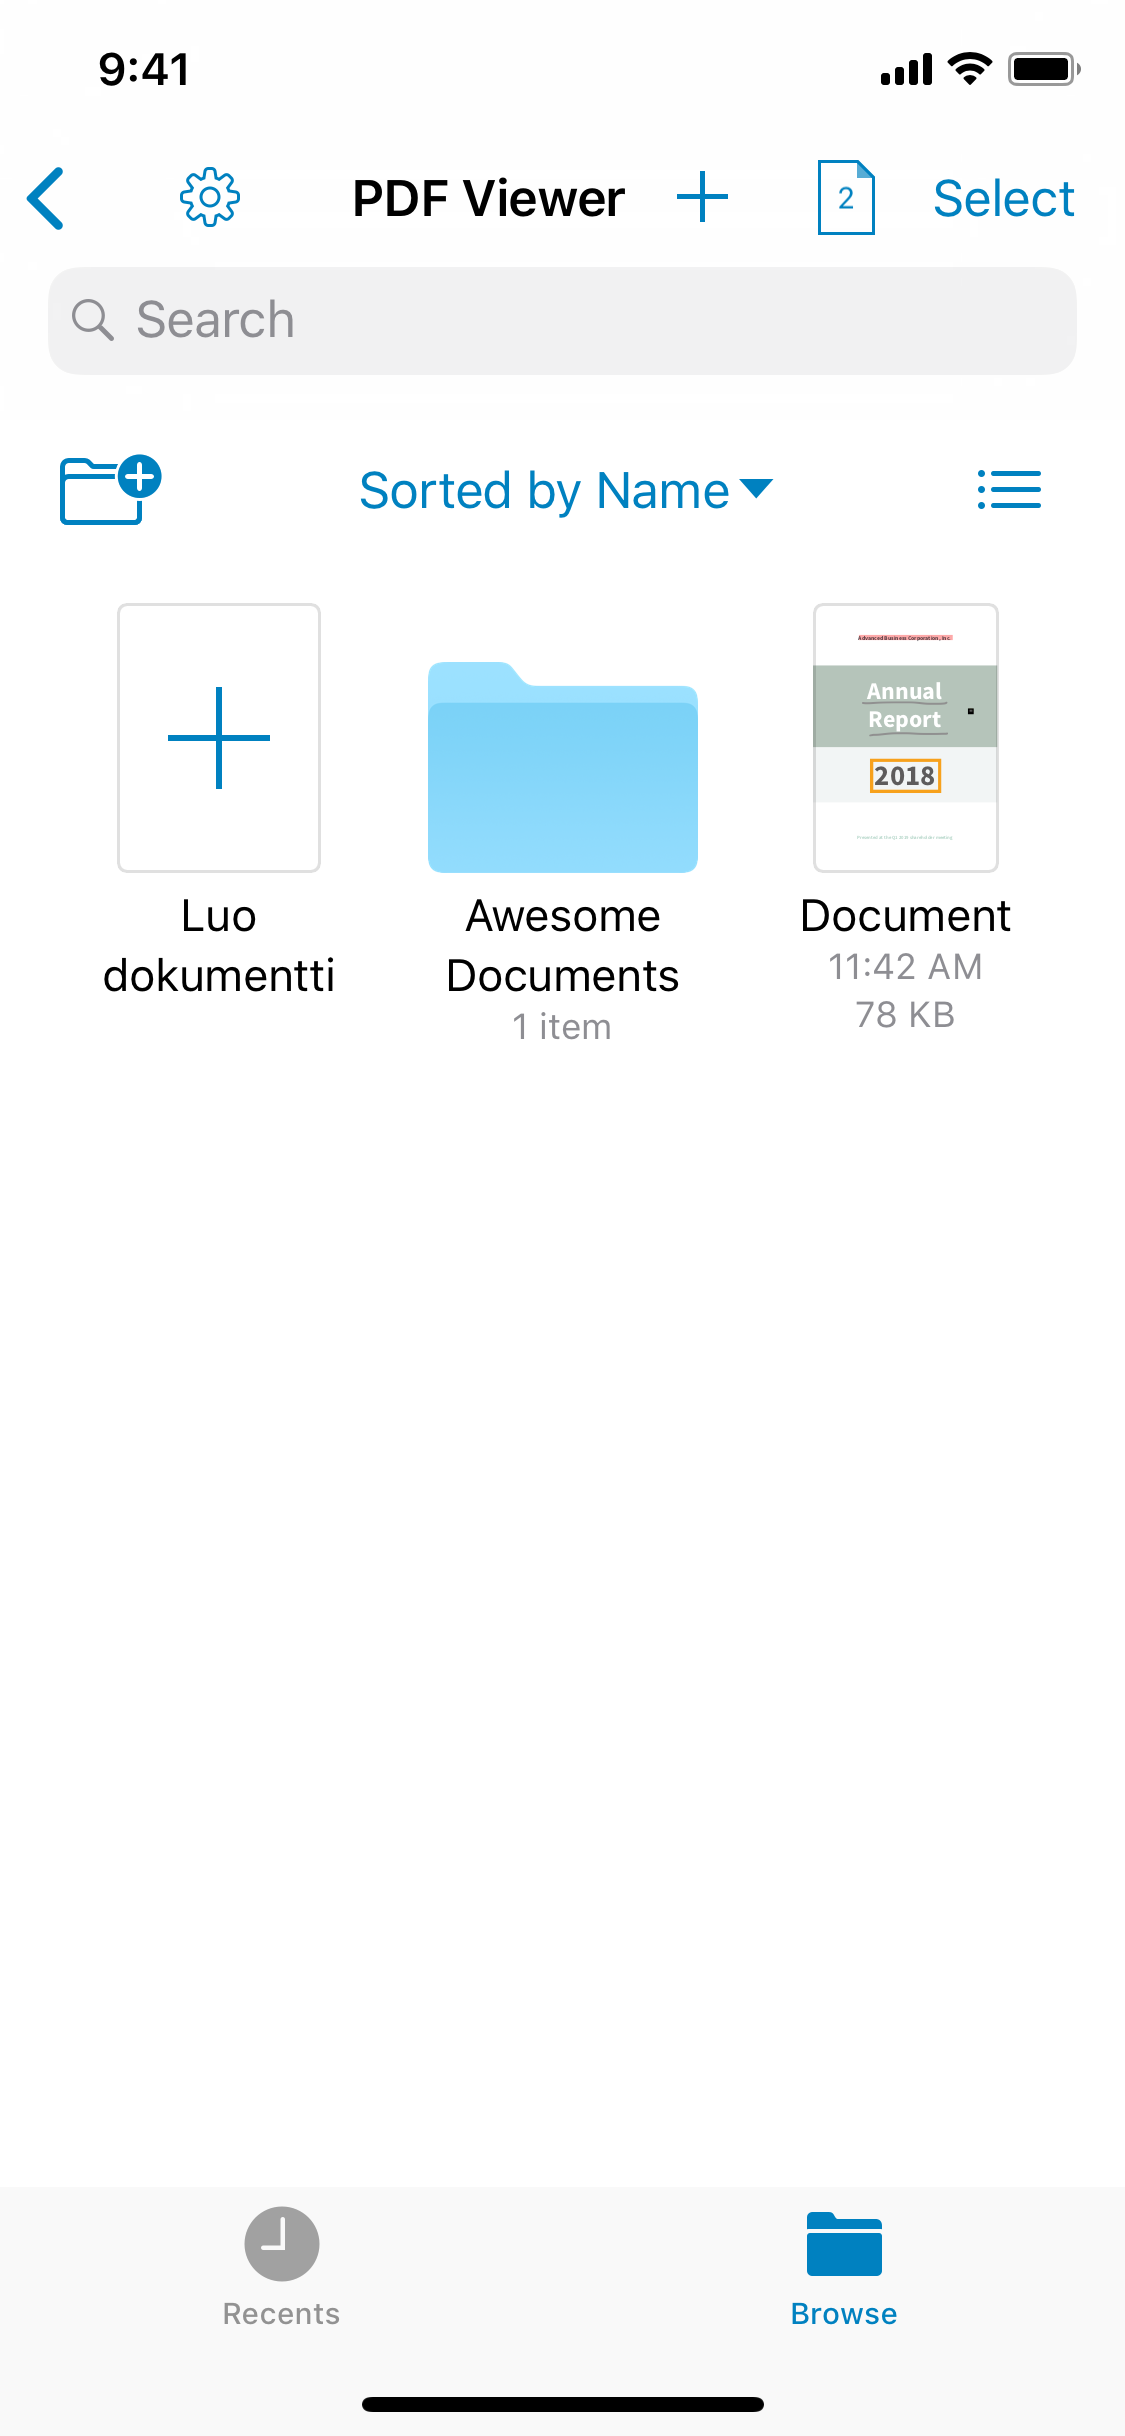 9:41
PDF Viewer
2
Select
Search
Sorted by Name
Advanced Business Corporation, Inc.
Annual
Report
2018
Luo
dokumentti
Awesome
Documents
1 item
Document
11:42 AM
78 KB
Recents
Browse